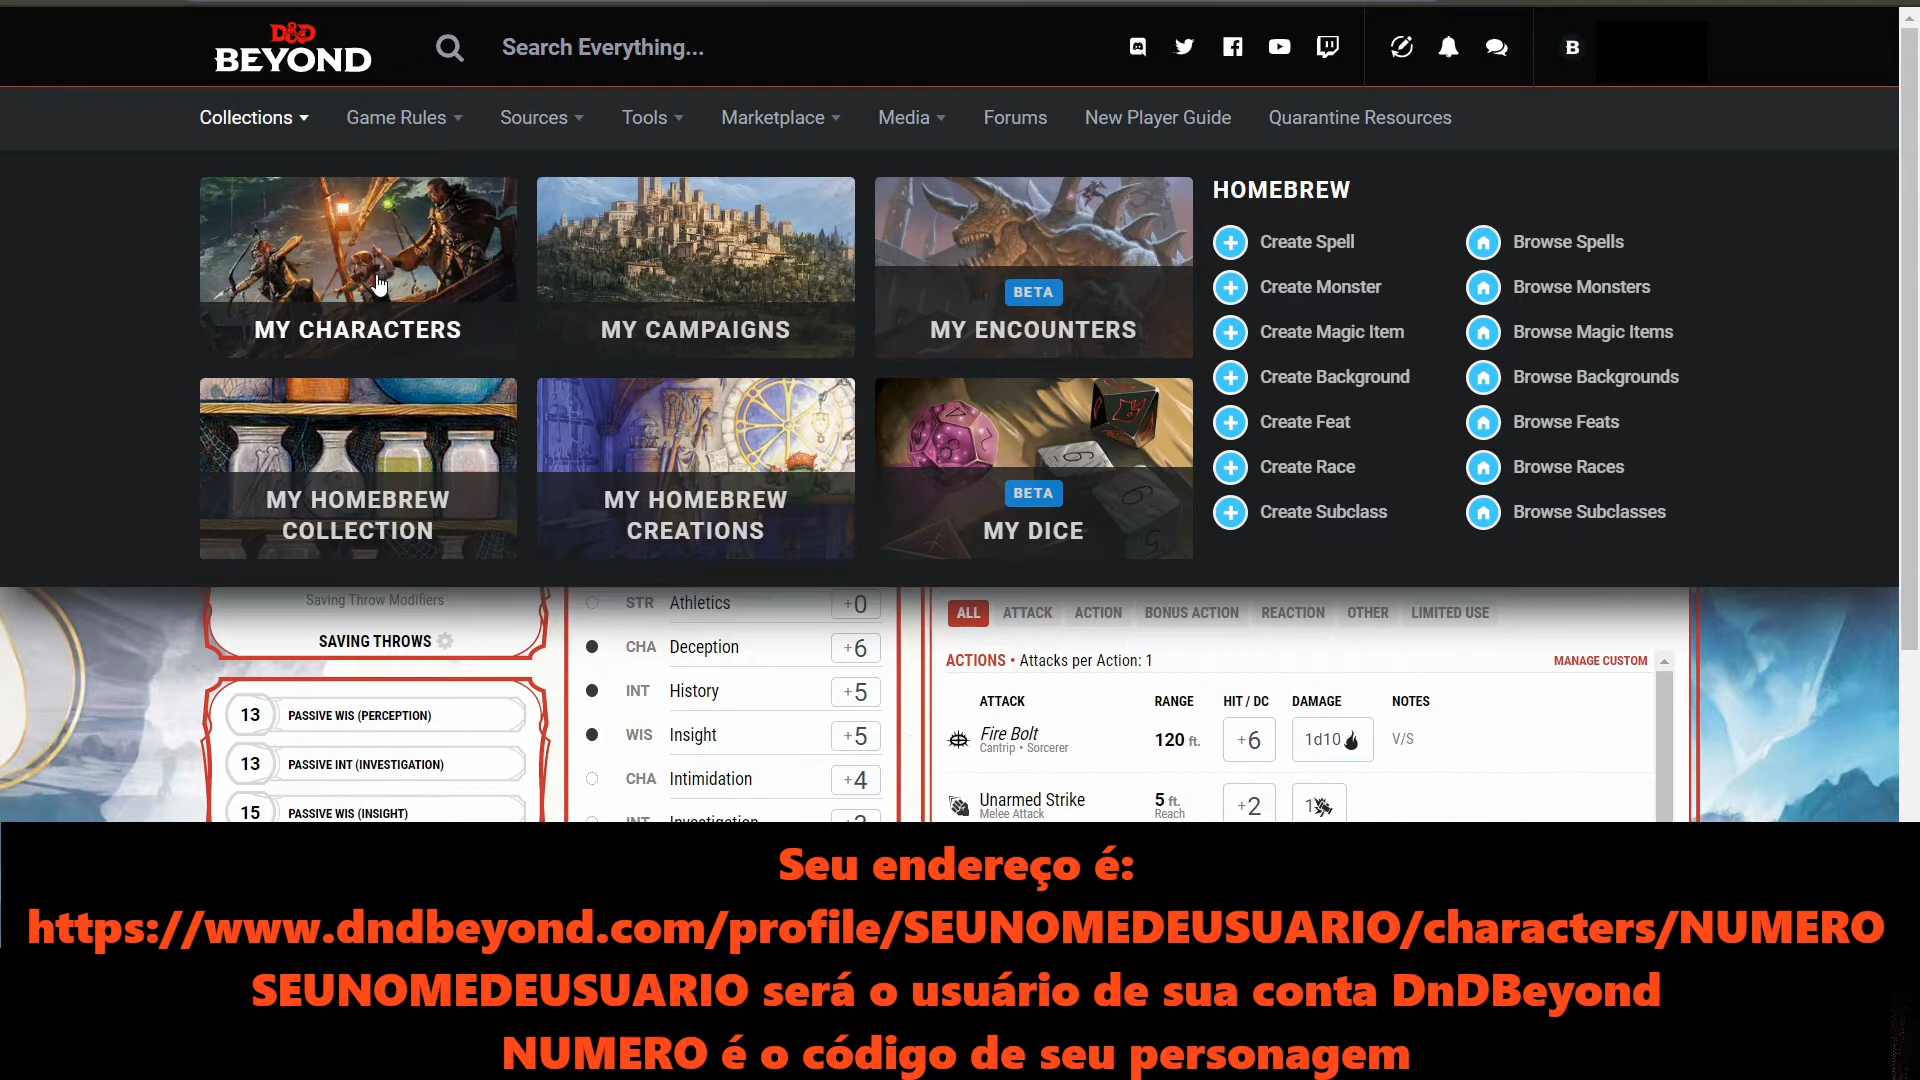 D&D
BEYOND
Search Everything...
B
Collections
Game Rules
Sources
Tools
Marketplace
Media
Forums
New Player Guide
Quarantine Resources
MY CHARACTERS
MY CAMPAIGNS
BETA
MY ENCOUNTERS
MY HOMEBREW
COLLECTION
MY HOMEBREW
CREATIONS
BETA
MY DICE
HOMEBREW
Create Spell
Browse Spells
Create Monster
Browse Monsters
Create Magic Item
Browse Magic Items
Create Background
Browse Backgrounds
Create Feat
Browse Feats
Create Race
Browse Races
Create Subclass
Browse Subclasses
Saving Throw Modifiers
SAVING THROWS
13 PASSIVE WIS (PERCEPTION)
13 PASSIVE INT (INVESTIGATION)
15 PASSIVE WIS (INSIGHT)
STR Athletics +0
CHA Deception +6
INT History +5
WIS Insight +5
CHA Intimidation +4
ALL ATTACK ACTION BONUS ACTION REACTION OTHER LIMITED USE
ACTIONS • Attacks per Action: 1
MANAGE CUSTOM
ATTACK RANGE HIT / DC DAMAGE NOTES
Fire Bolt 120 ft. +6 1d10 V/S
Cantrip • Sorcerer
Unarmed Strike 5 ft. +2 1
Melee Attack Reach
Seu endereço é:
https://www.dndbeyond.com/profile/SEUNOMEDEUSUARIO/characters/NUMERO
SEUNOMEDEUSUARIO será o usuário de sua conta DnDBeyond
NUMERO é o código de seu personagem